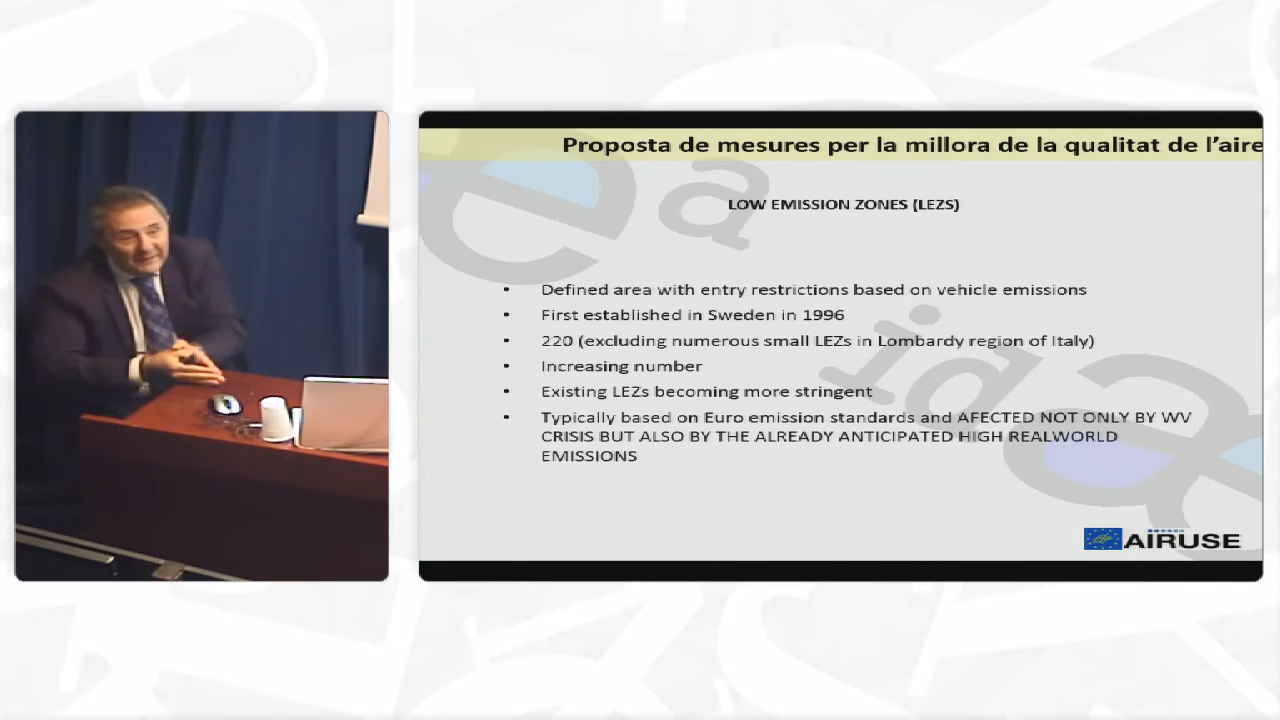 Proposta de mesures per la millora de la qualitat de l'aire
LOW EMISSION ZONES (LEZS)
• Defined area with entry restrictions based on vehicle emissions
• First established in Sweden in 1996
• 220 (excluding numerous small LEZs in Lombardy region of Italy)
• Increasing number
• Existing LEZs becoming more stringent
• Typically based on Euro emission standards and AFECTED NOT ONLY BY WV
CRISIS BUT ALSO BY THE ALREADY ANTICIPATED HIGH REALWORLD
EMISSIONS
AIRUSE